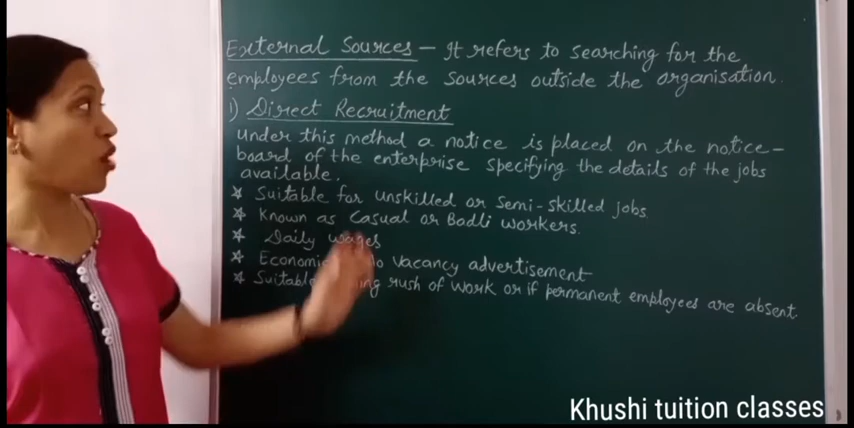 External Sources - It refers to searching for the
employees from the sources outside the organisation.
1) Direct Recruitment
Under this method a notice is placed on the notice-
board of the enterprise specifying the details of the jobs
available.
* Suitable for unskilled or semi-skilled jobs.
* Known as Casual or Badli workers.
* Daily wages
* Vacancy advertisement
* Suitable rush of work or if permanent employees are absent.
Khushi tuition classes